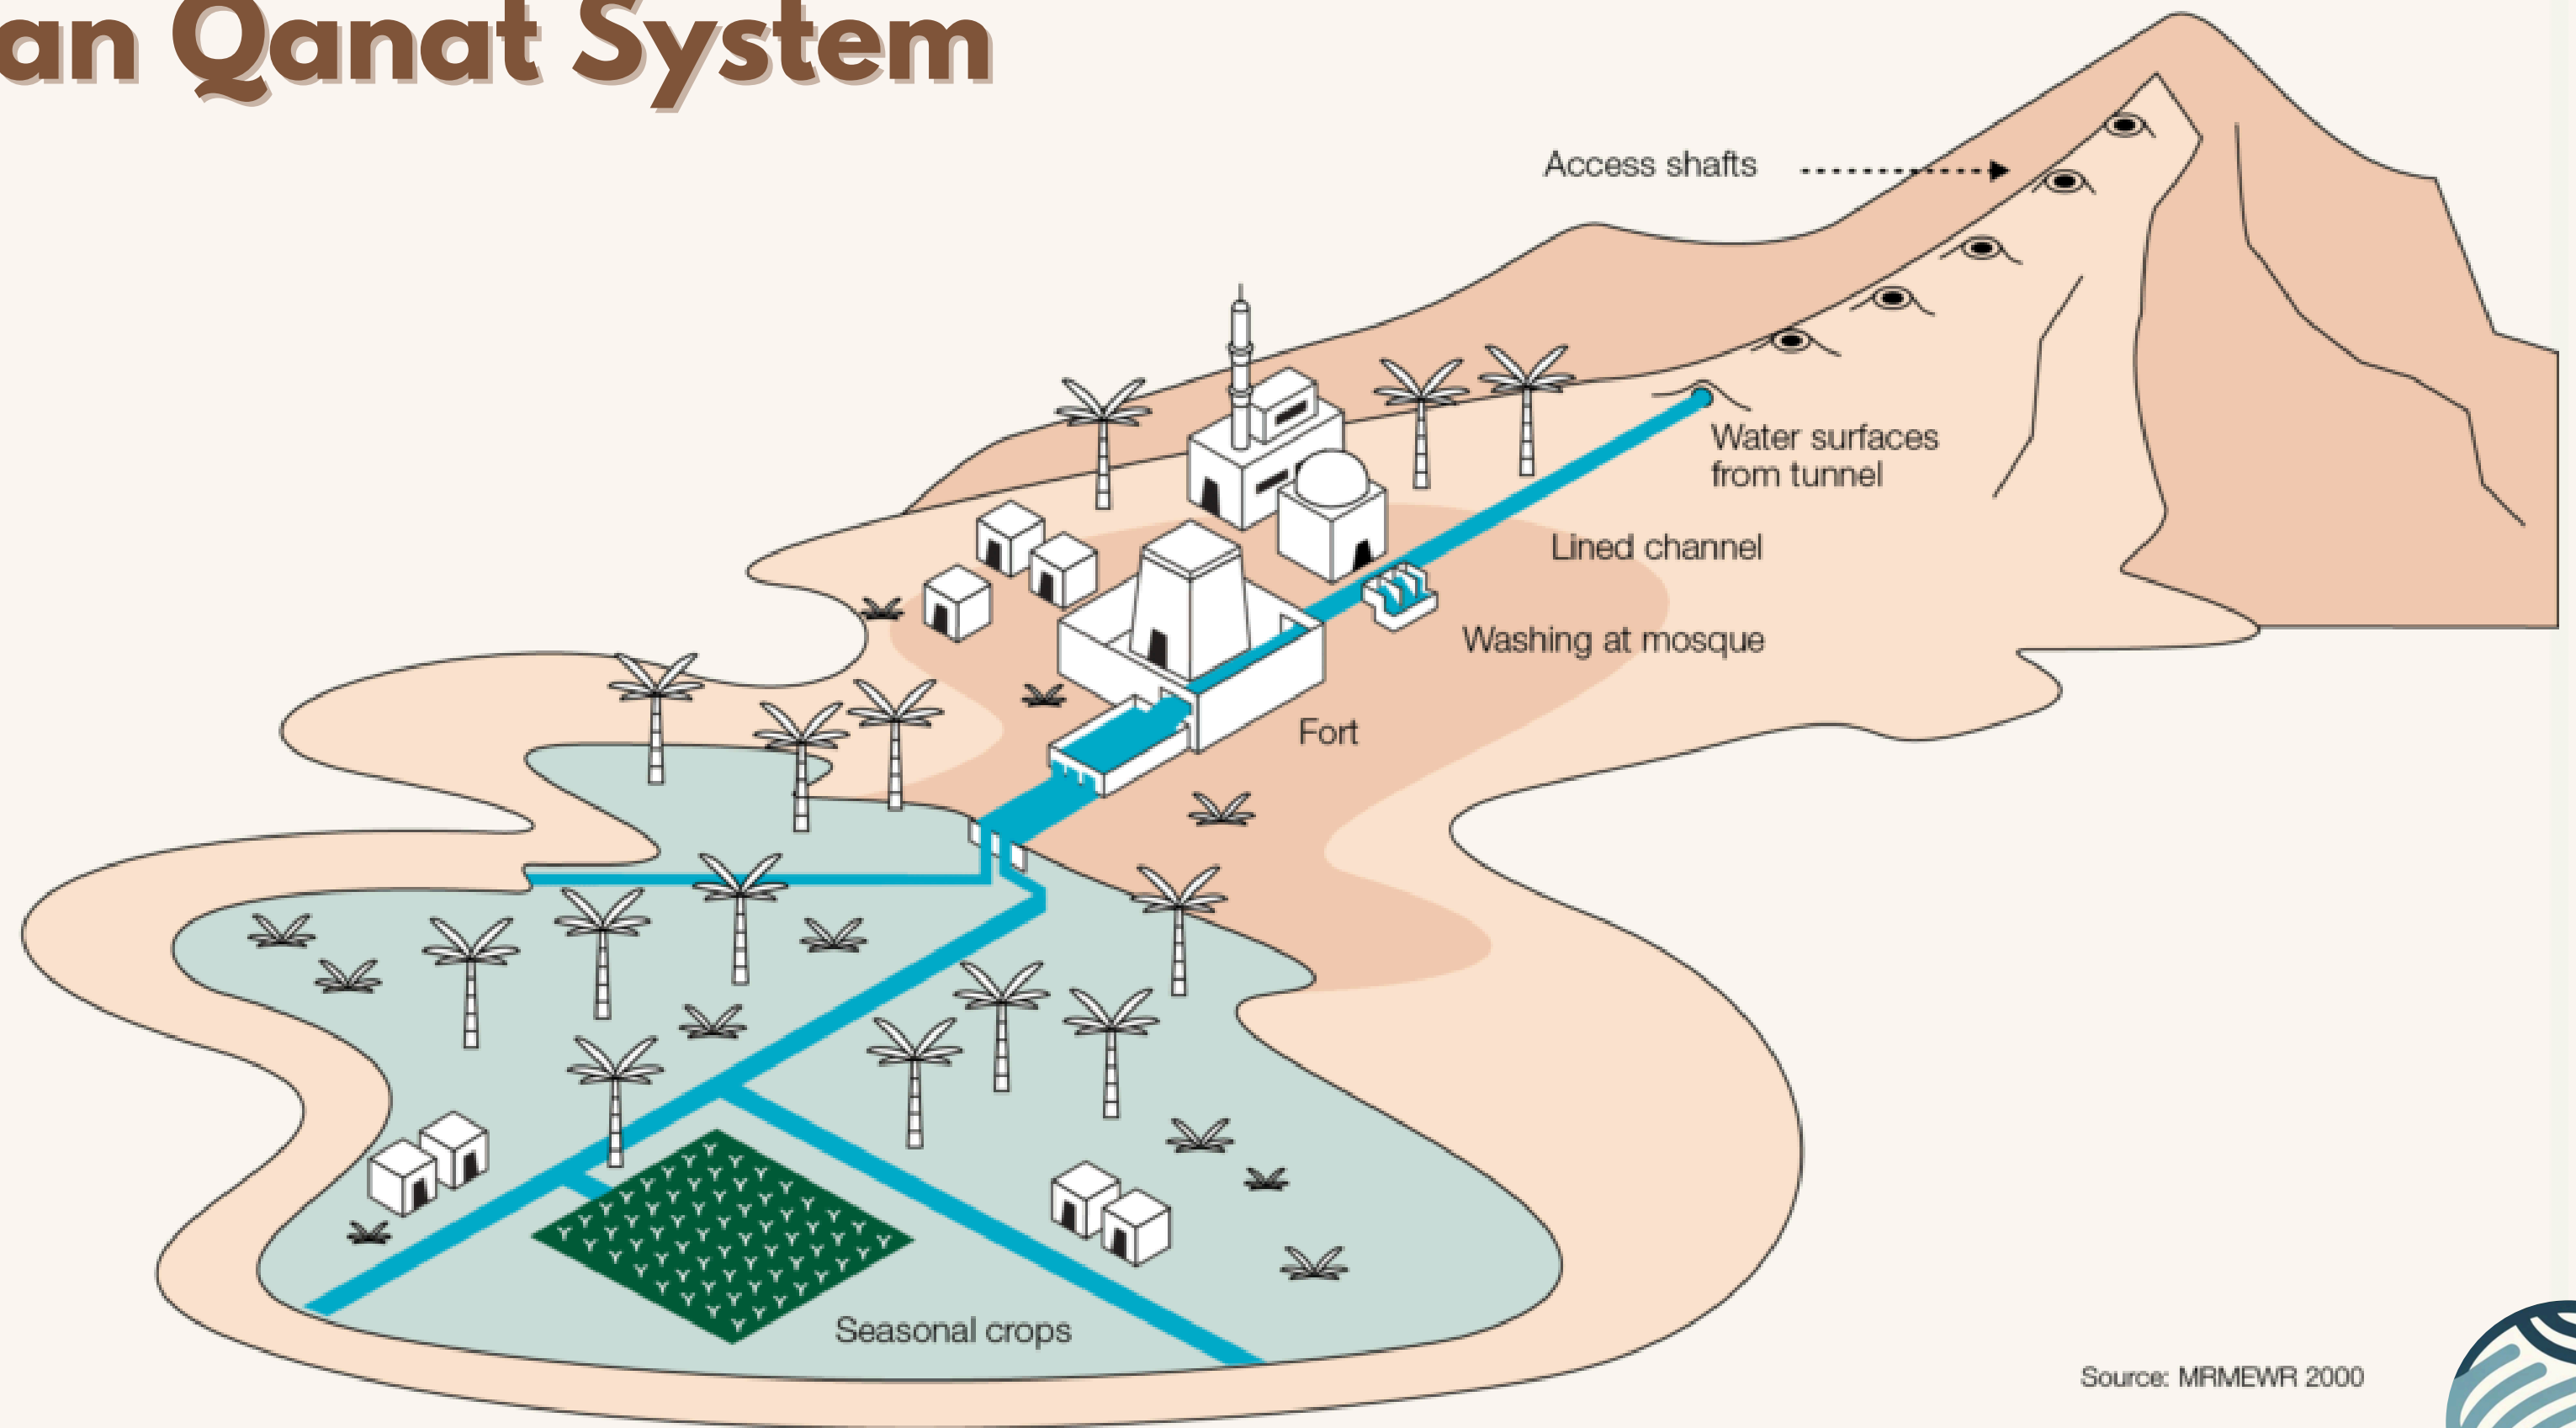 an Qanat System
Access shafts
Water surfaces
from tunnel
Lined channel
Washing at mosque
Fort
Seasonal crops
Source: MRMEWR 2000